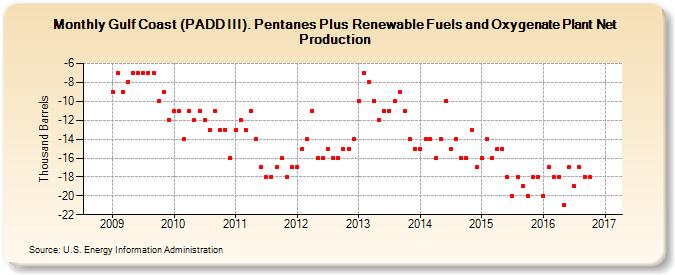 Monthly Gulf Coast (PADD III). Pentanes Plus Renewable Fuels and Oxygenate Plant Net
Production
Thousand Barrels
-6
-8
-10
-12
-14
-16
-18
-20
-22
2009 2010 2011 2012 2013 2014 2015 2016 2017
Source: U.S. Energy Information Administration